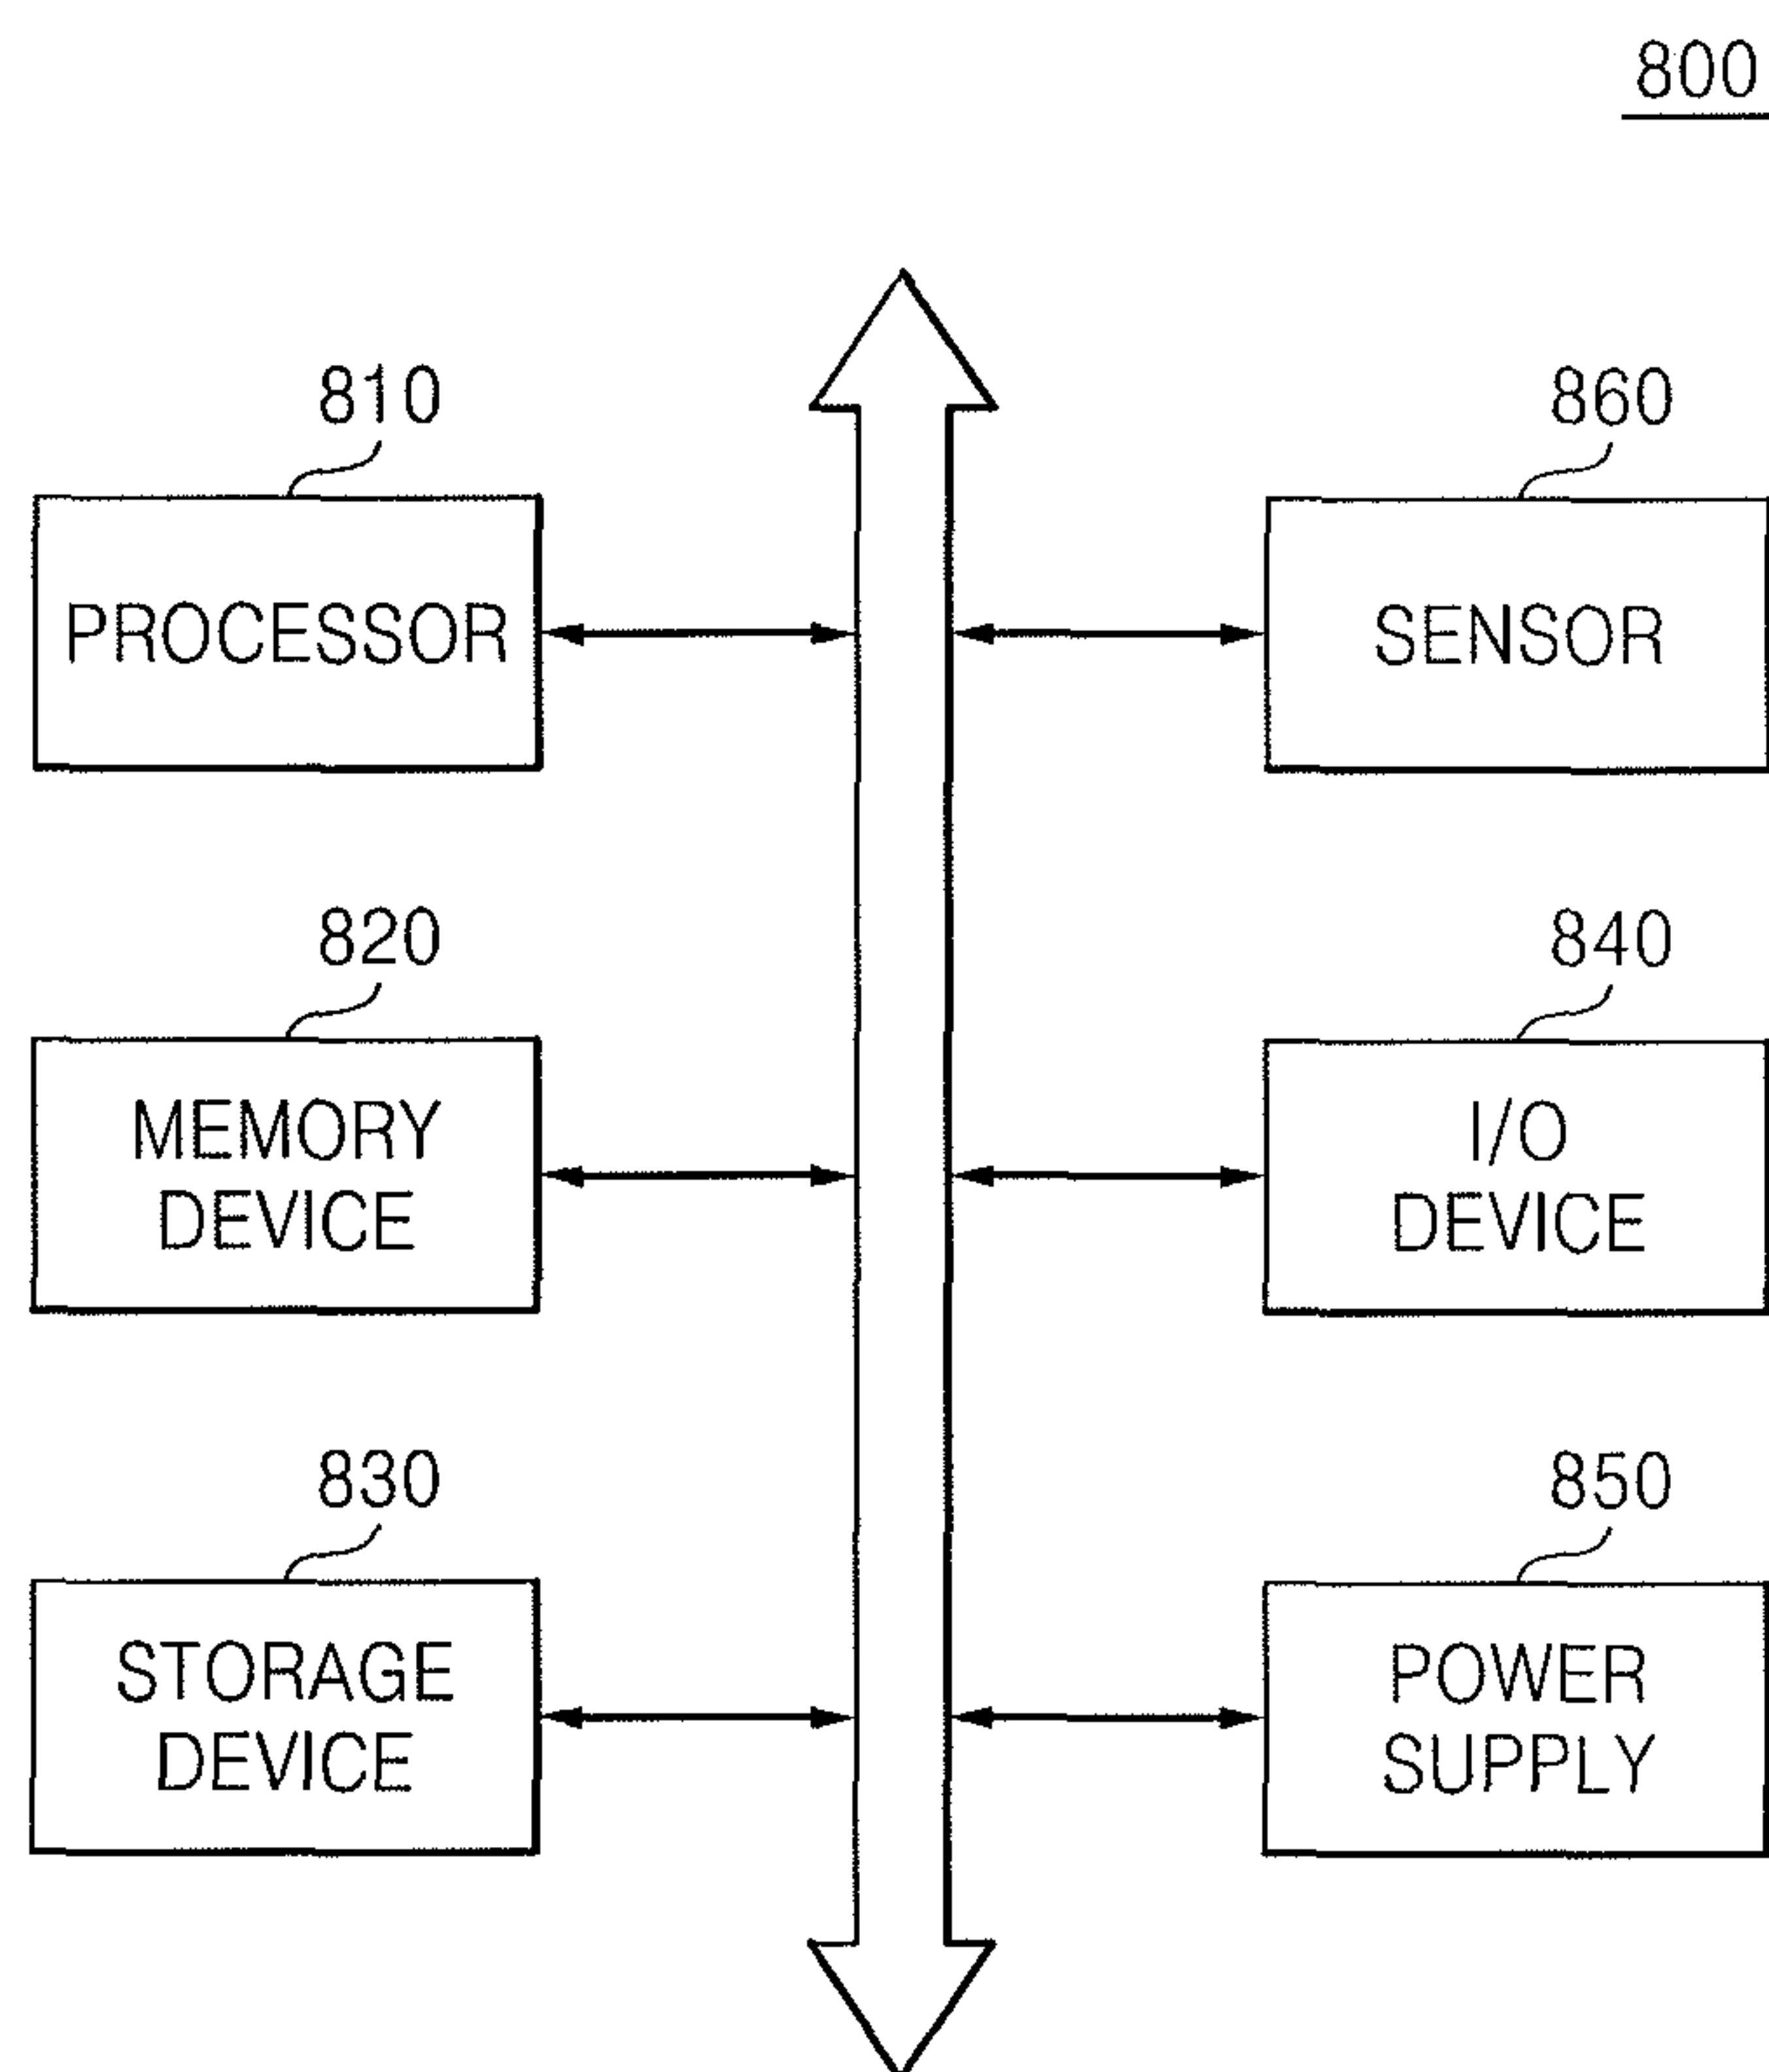 800
810
PROCESSOR
860
SENSOR
820
MEMORY
DEVICE
840
I/O
DEVICE
830
STORAGE
DEVICE
850
POWER
SUPPLY